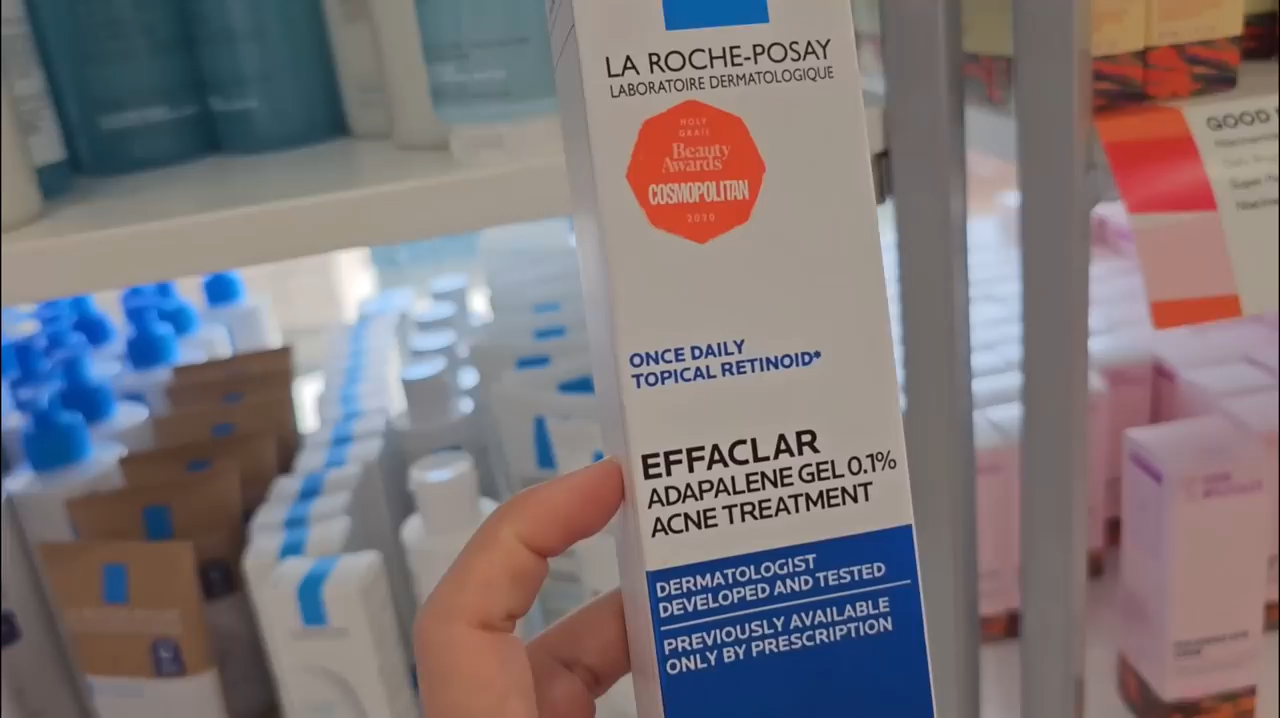 LA ROCHE-POSAY
LABORATOIRE DERMATOLOGIQUE
HOLY
GRAIL
Beauty
Awards
COSMOPOLITAN
2020
ONCE DAILY
TOPICAL RETINOID*
EFFACLAR
ADAPALENE GEL 0.1%
ACNE TREATMENT
DERMATOLOGIST
DEVELOPED AND TESTED
PREVIOUSLY AVAILABLE
ONLY BY PRESCRIPTION
GOOD